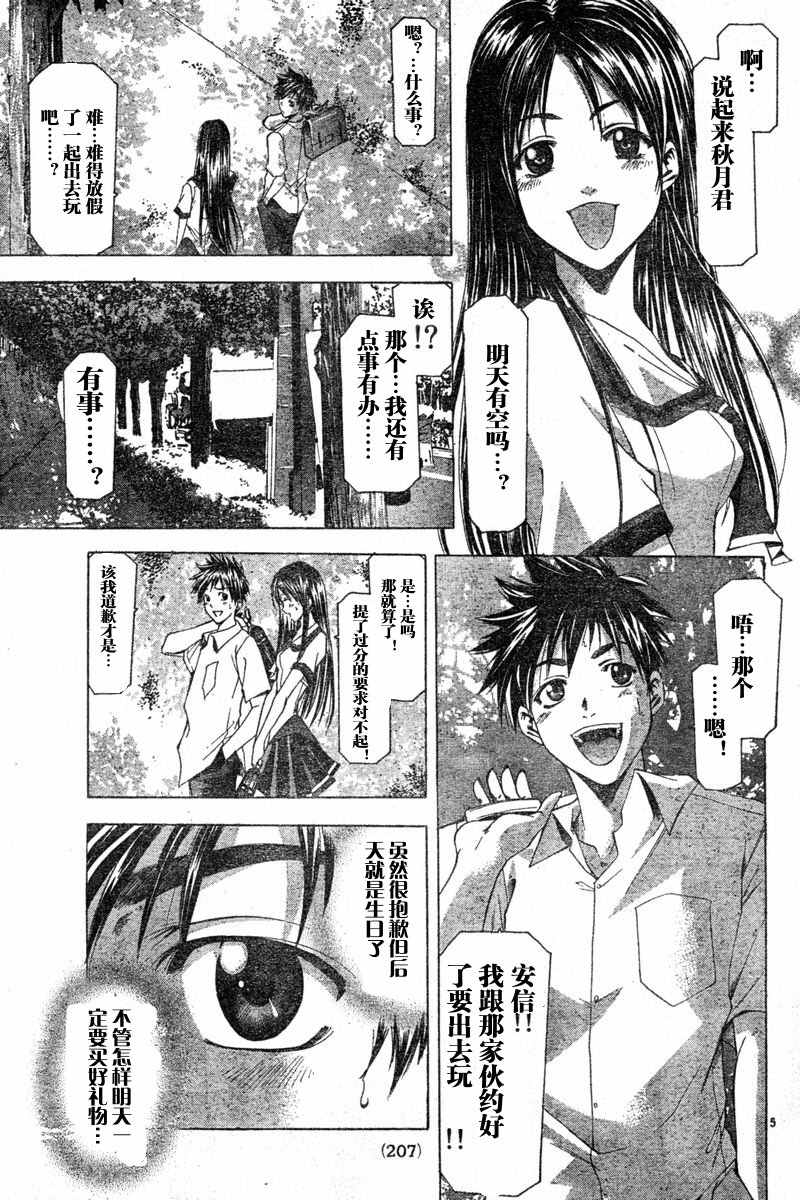 啊…
说起来秋月君
明天有空吗…？
嗯？…什么事？
难…难得放假
了一起出去玩
吧……？
诶!?
那个…我还有
点事有办……
有事……？
唔…那个
……嗯！
安信!!
我跟那家伙约好
了要出去玩
!!
是…是吗
那就算了！
提了过分的要求对不起！
该我道歉才是…
虽然很抱歉但后
天就是生日了
不管怎样明天一
定要买好礼物…
5
(207)